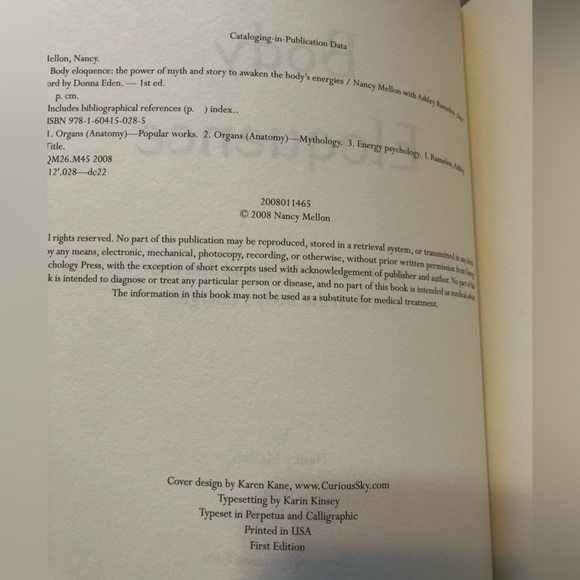 Cataloging-in-Publication Data
Mellon, Nancy.
Body eloquence: the power of myth and story to awaken the body's energies / Nancy Mellon with Ashley Ramsden,
ord by Donna Eden. — 1st ed.
p. cm.
Includes bibliographical references (p. ) index..
ISBN 978-1-60415-028-5
1. Organs (Anatomy)—Popular works. 2. Organs (Anatomy)—Mythology. 3. Energy psychology. I. Ramsden, Ashley
Title.
QM26.M45 2008
12'.028—dc22
2008011465
© 2008 Nancy Mellon
l rights reserved. No part of this publication may be reproduced, stored in a retrieval system, or transmitted in any form
by any means, electronic, mechanical, photocopy, recording, or otherwise, without prior written permission from Energy
chology Press, with the exception of short excerpts used with acknowledgement of publisher and author. No part of this
k is intended to diagnose or treat any particular person or disease, and no part of this book is intended as medical advice
The information in this book may not be used as a substitute for medical treatment.
Cover design by Karen Kane, www.CuriousSky.com
Typesetting by Karin Kinsey
Typeset in Perpetua and Calligraphic
Printed in USA
First Edition